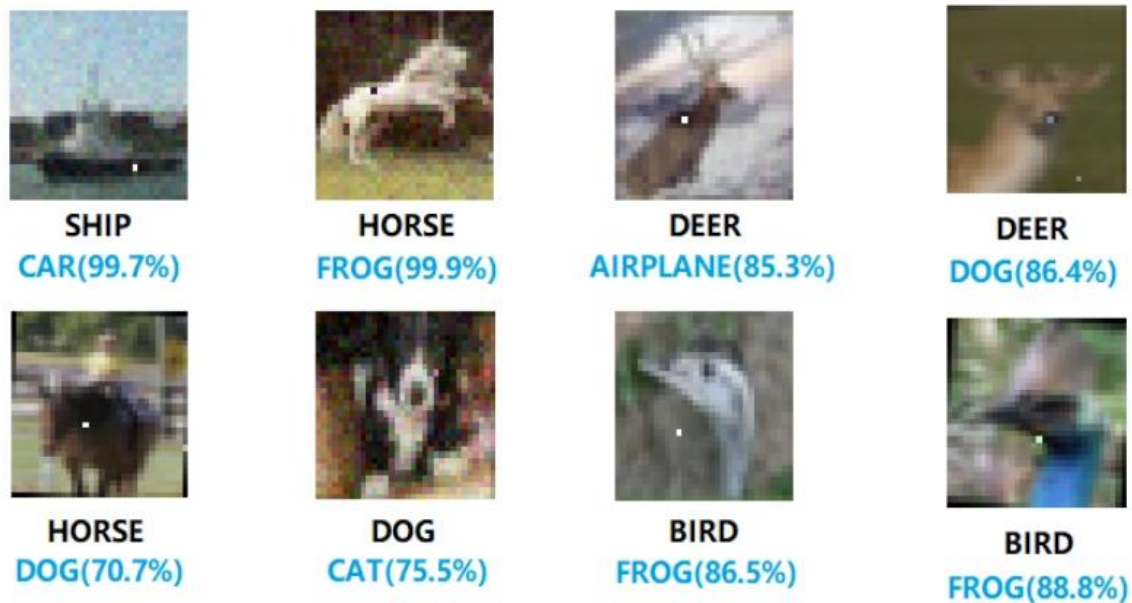 SHIP
CAR(99.7%)
HORSE
FROG(99.9%)
DEER
AIRPLANE(85.3%)
DEER
DOG(86.4%)
HORSE
DOG(70.7%)
DOG
CAT(75.5%)
BIRD
FROG(86.5%)
BIRD
FROG(88.8%)